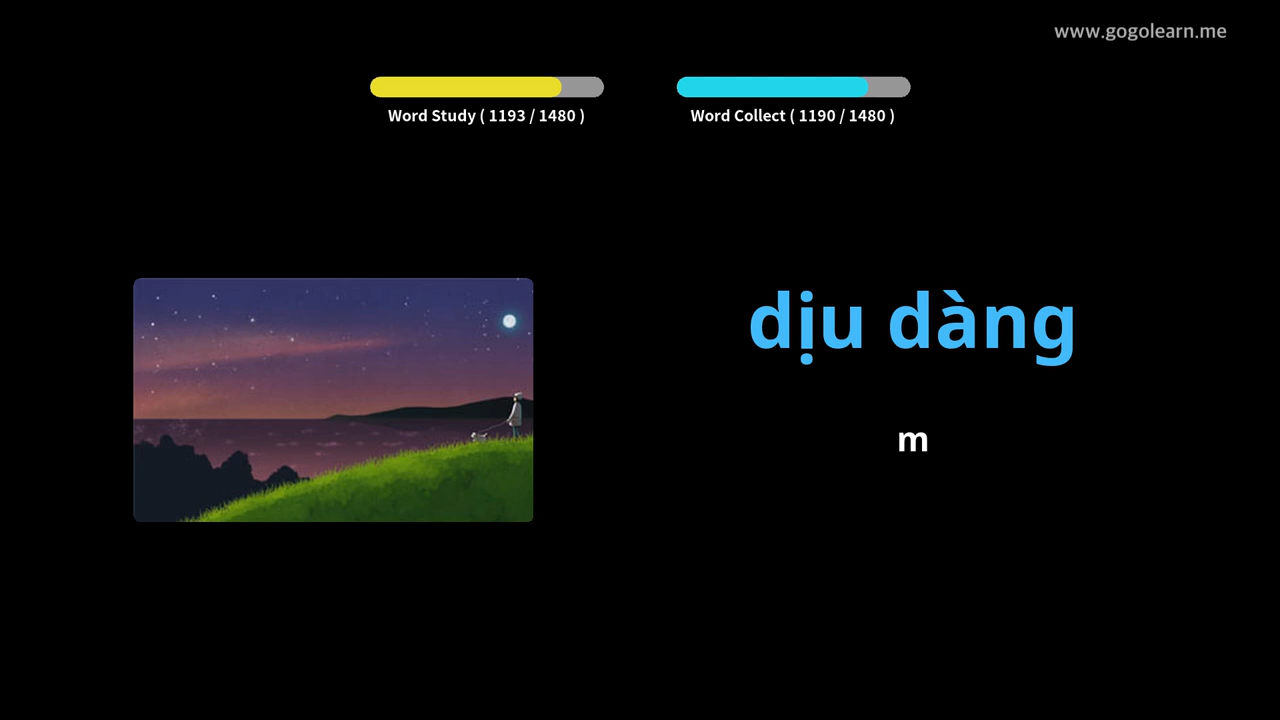 www.gogolearn.me
Word Study ( 1193 / 1480 )
Word Collect ( 1190 / 1480 )
dịu dàng
m